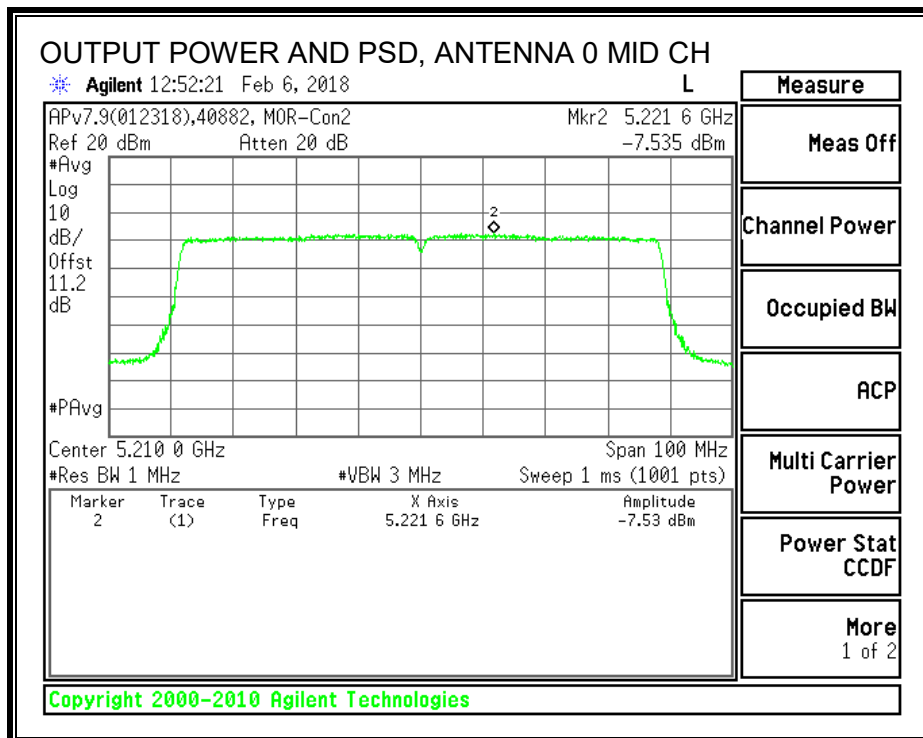 OUTPUT POWER AND PSD, ANTENNA 0 MID CH
Agilent 12:52:21 Feb 6, 2018 L
Measure
APv7.9(012318),40882, MOR-Con2 Mkr2 5.221 6 GHz
Ref 20 dBm Atten 20 dB -7.535 dBm
#Avg
Log
10
dB/
Offst
11.2
dB
2
#PAvg
Center 5.210 0 GHz Span 100 MHz
#Res BW 1 MHz #VBW 3 MHz Sweep 1 ms (1001 pts)
Marker Trace Type X Axis Amplitude
2 (1) Freq 5.221 6 GHz -7.53 dBm
Meas Off
Channel Power
Occupied BW
ACP
Multi Carrier
Power
Power Stat
CCDF
More
1 of 2
Copyright 2000-2010 Agilent Technologies